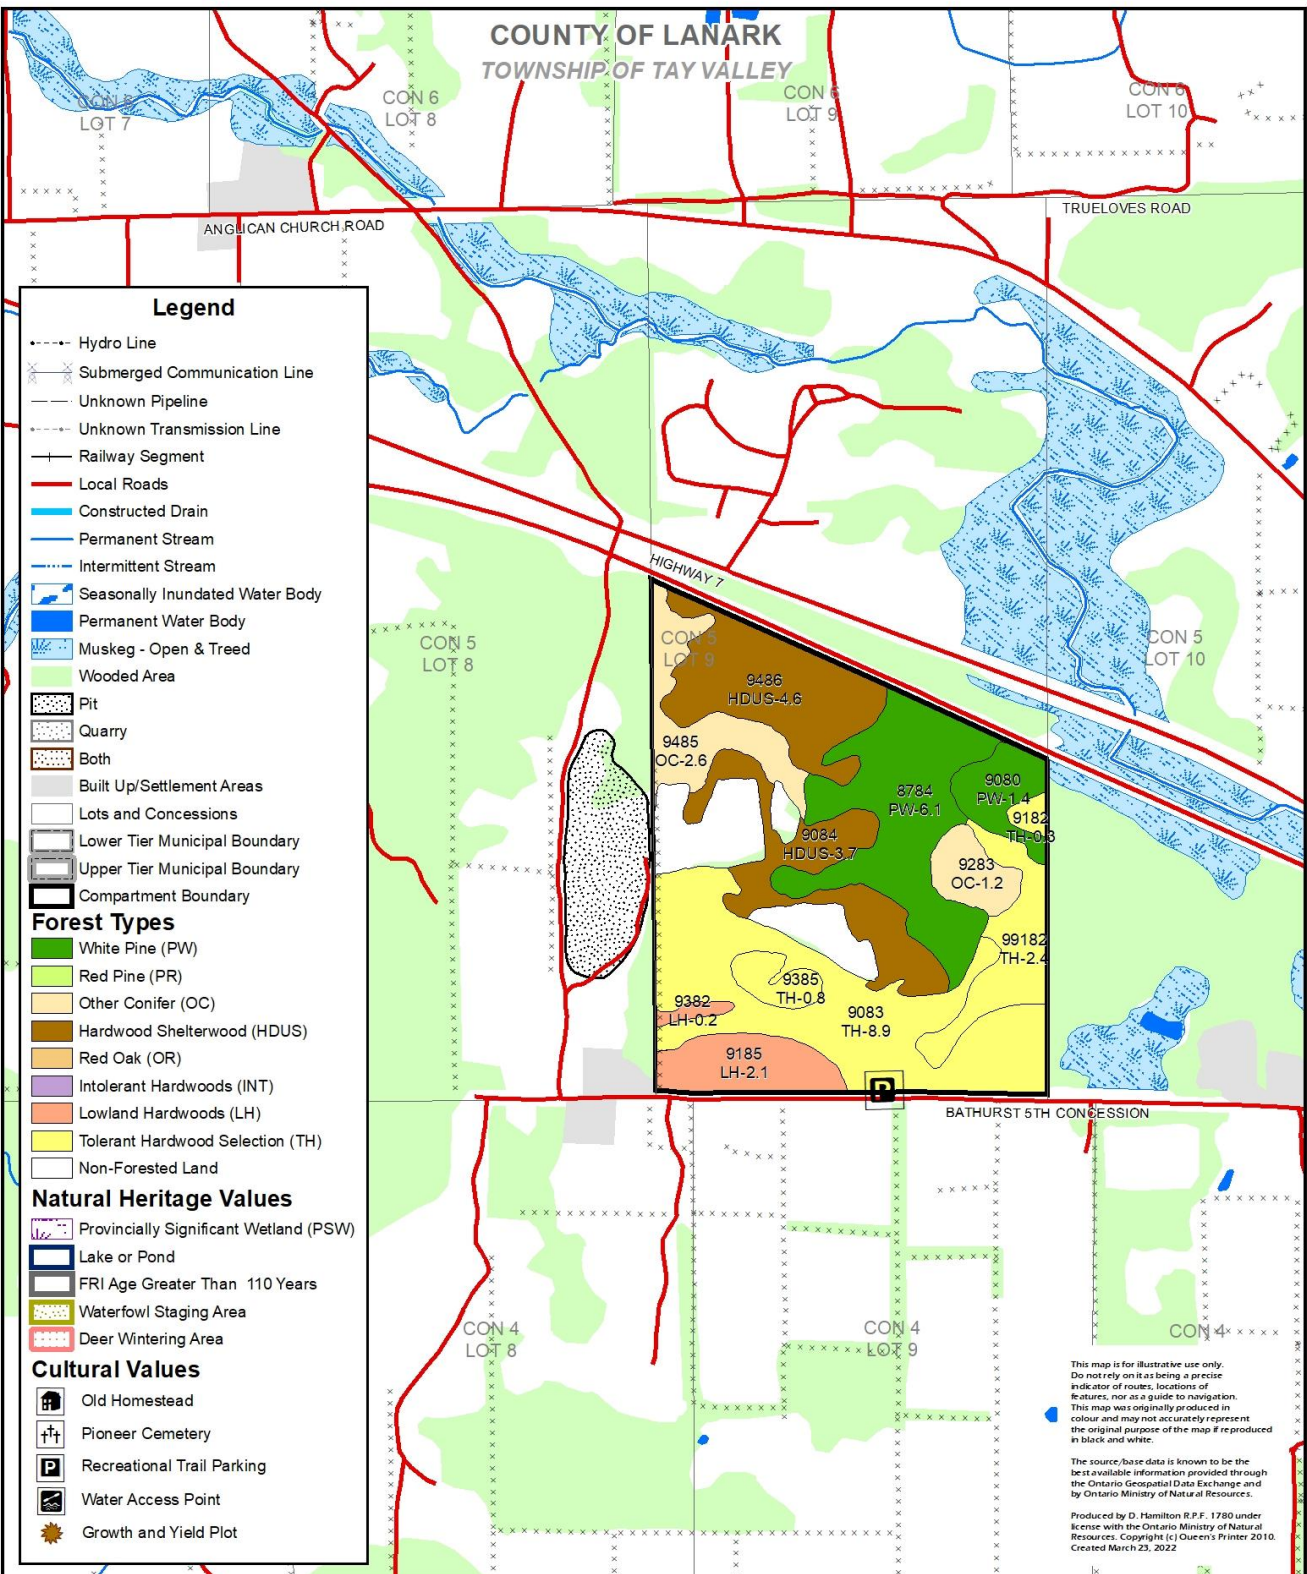 COUNTY OF LANARK
TOWNSHIP OF TAY VALLEY
CON 6
LOT 7
CON 6
LOT 8
CON 6
LOT 9
CON 6
LOT 10
TRUELOVES ROAD
ANGLICAN CHURCH ROAD
Legend
Hydro Line
Submerged Communication Line
Unknown Pipeline
Unknown Transmission Line
Railway Segment
Local Roads
Constructed Drain
Permanent Stream
Intermittent Stream
Seasonally Inundated Water Body
Permanent Water Body
Muskeg - Open & Treed
Wooded Area
Pit
Quarry
Both
Built Up/Settlement Areas
Lots and Concessions
Lower Tier Municipal Boundary
Upper Tier Municipal Boundary
Compartment Boundary
Forest Types
White Pine (PW)
Red Pine (PR)
Other Conifer (OC)
Hardwood Shelterwood (HDUS)
Red Oak (OR)
Intolerant Hardwoods (INT)
Lowland Hardwoods (LH)
Tolerant Hardwood Selection (TH)
Non-Forested Land
Natural Heritage Values
Provincially Significant Wetland (PSW)
Lake or Pond
FRI Age Greater Than 110 Years
Waterfowl Staging Area
Deer Wintering Area
Cultural Values
Old Homestead
Pioneer Cemetery
P
Recreational Trail Parking
Water Access Point
Growth and Yield Plot
HIGHWAY 7
CON 5
LOT 8
CON 5
LOT 9
CON 5
LOT 10
9486
HDUS-4.6
9485
OC-2.6
8784
PW-6.1
9080
PW-1.4
9182
TH-0.3
9084
HDUS-3.7
9283
OC-1.2
99182
TH-2.4
9385
TH-0.8
9382
LH-0.2
9083
TH-8.9
9185
LH-2.1
P
BATHURST 5TH CONCESSION
CON 4
LOT 8
CON 4
LOT 9
CON 4
This map is for illustrative use only.
Do not rely on it as being a precise
indicator of routes, locations of
features, nor as a guide to navigation.
This map was originally produced in
colour and may not accurately represent
the original purpose of the map if reproduced
in black and white.
The source/base data is known to be the
best available information provided through
the Ontario Geospatial Data Exchange and
by Ontario Ministry of Natural Resources.
Produced by D. Hamilton R.P.F. 1780 under
license with the Ontario Ministry of Natural
Resources. Copyright (c) Queen's Printer 2010.
Created March 23, 2022